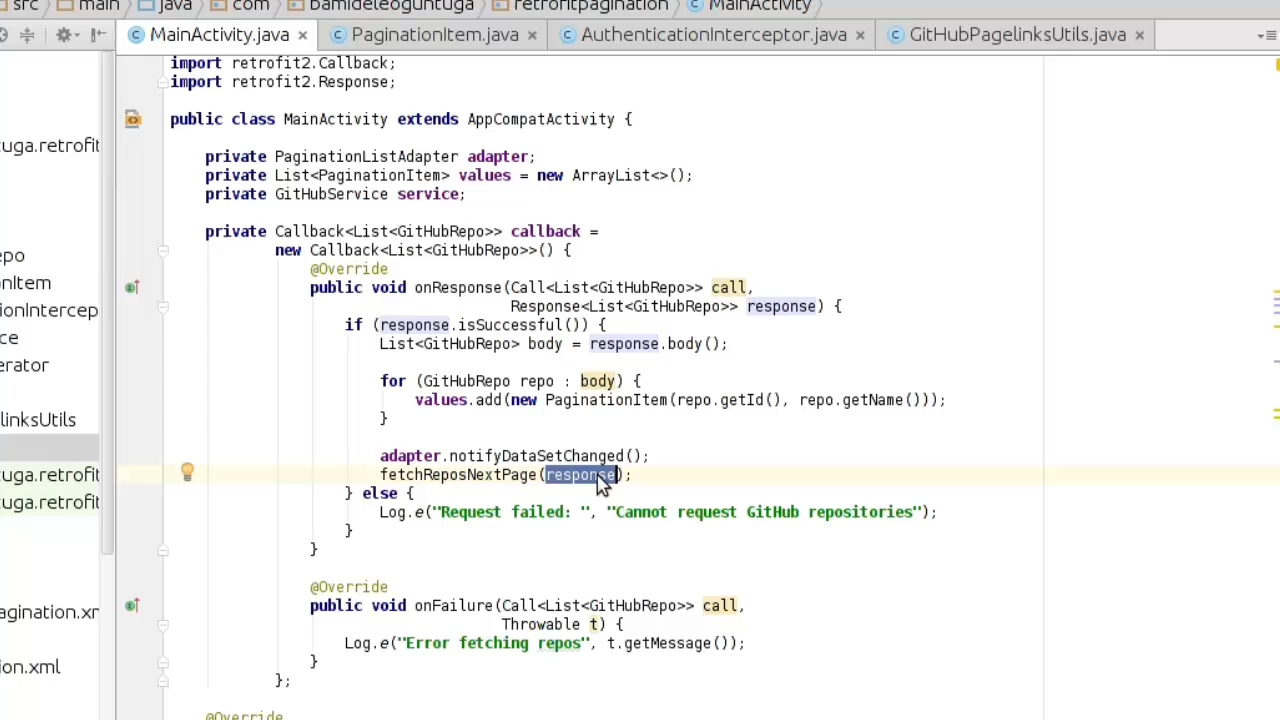 src main java com bamideleoguntuga retrofitpagination MainActivity
MainActivity.java PaginationItem.java AuthenticationInterceptor.java GitHubPagelinksUtils.java
import retrofit2.Callback;
import retrofit2.Response;
public class MainActivity extends AppCompatActivity {
uga.retrofit
private PaginationListAdapter adapter;
private List<PaginationItem> values = new ArrayList<>();
private GitHubService service;
private Callback<List<GitHubRepo>> callback =
new Callback<List<GitHubRepo>>() {
epo
@Override
nItem
public void onResponse(Call<List<GitHubRepo>> call,
ionIntercep
Response<List<GitHubRepo>> response) {
if (response.isSuccessful()) {
ce
List<GitHubRepo> body = response.body();
erator
for (GitHubRepo repo : body) {
values.add(new PaginationItem(repo.getId(), repo.getName()));
linksUtils
}
adapter.notifyDataSetChanged();
uga.retrofit
fetchReposNextPage(response);
} else {
uga.retrofit
Log.e("Request failed: ", "Cannot request GitHub repositories");
}
}
@Override
public void onFailure(Call<List<GitHubRepo>> call,
agination.xm
Throwable t) {
Log.e("Error fetching repos", t.getMessage());
}
ion.xml
};
@Override